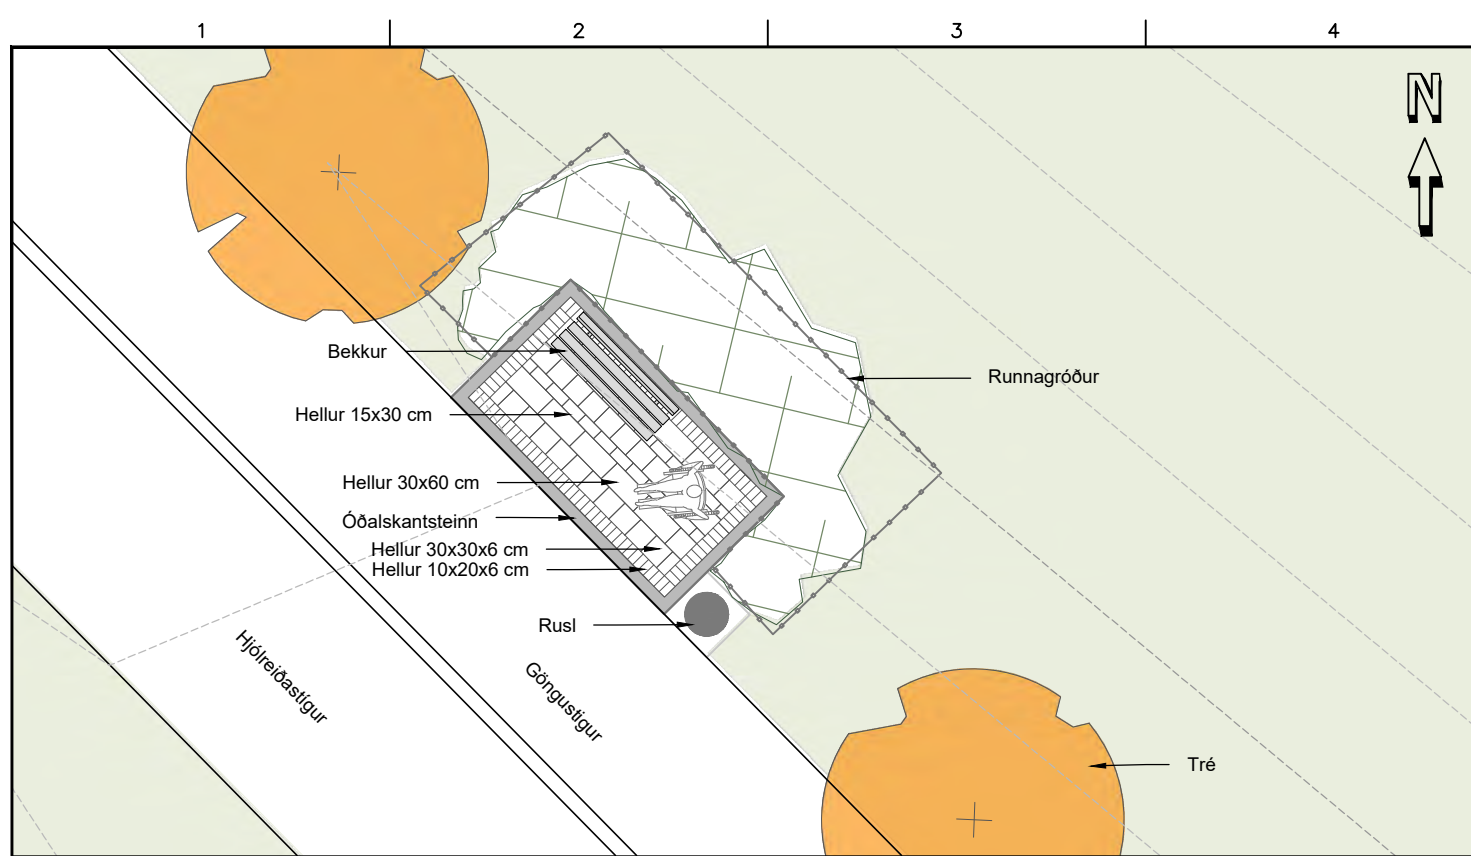 1
2
3
4
N
Bekkur
Runnagróður
Hellur 15x30 cm
Hellur 30x60 cm
Óðalskantsteinn
Hellur 30x30x6 cm
Hellur 10x20x6 cm
Rusl
Hjólreiðastígur
Göngustigur
Tré